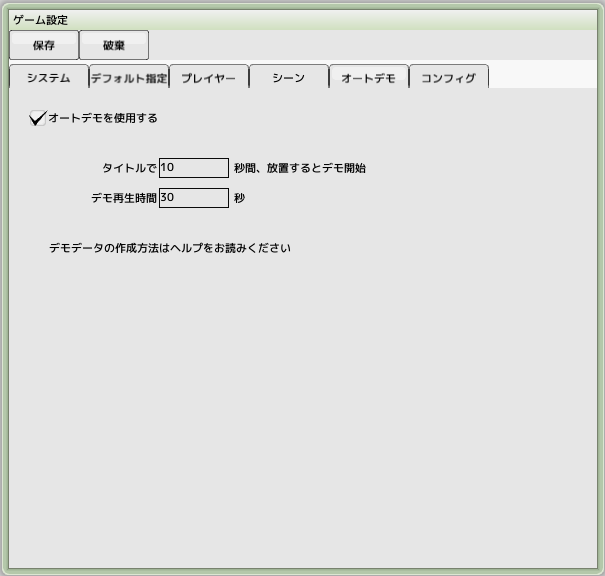 ゲーム設定
保存 破棄
システム デフォルト指定 プレイヤー シーン オートデモ コンフィグ
オートデモを使用する
タイトルで 10 秒間、放置するとデモ開始
デモ再生時間 30 秒
デモデータの作成方法はヘルプをお読みください